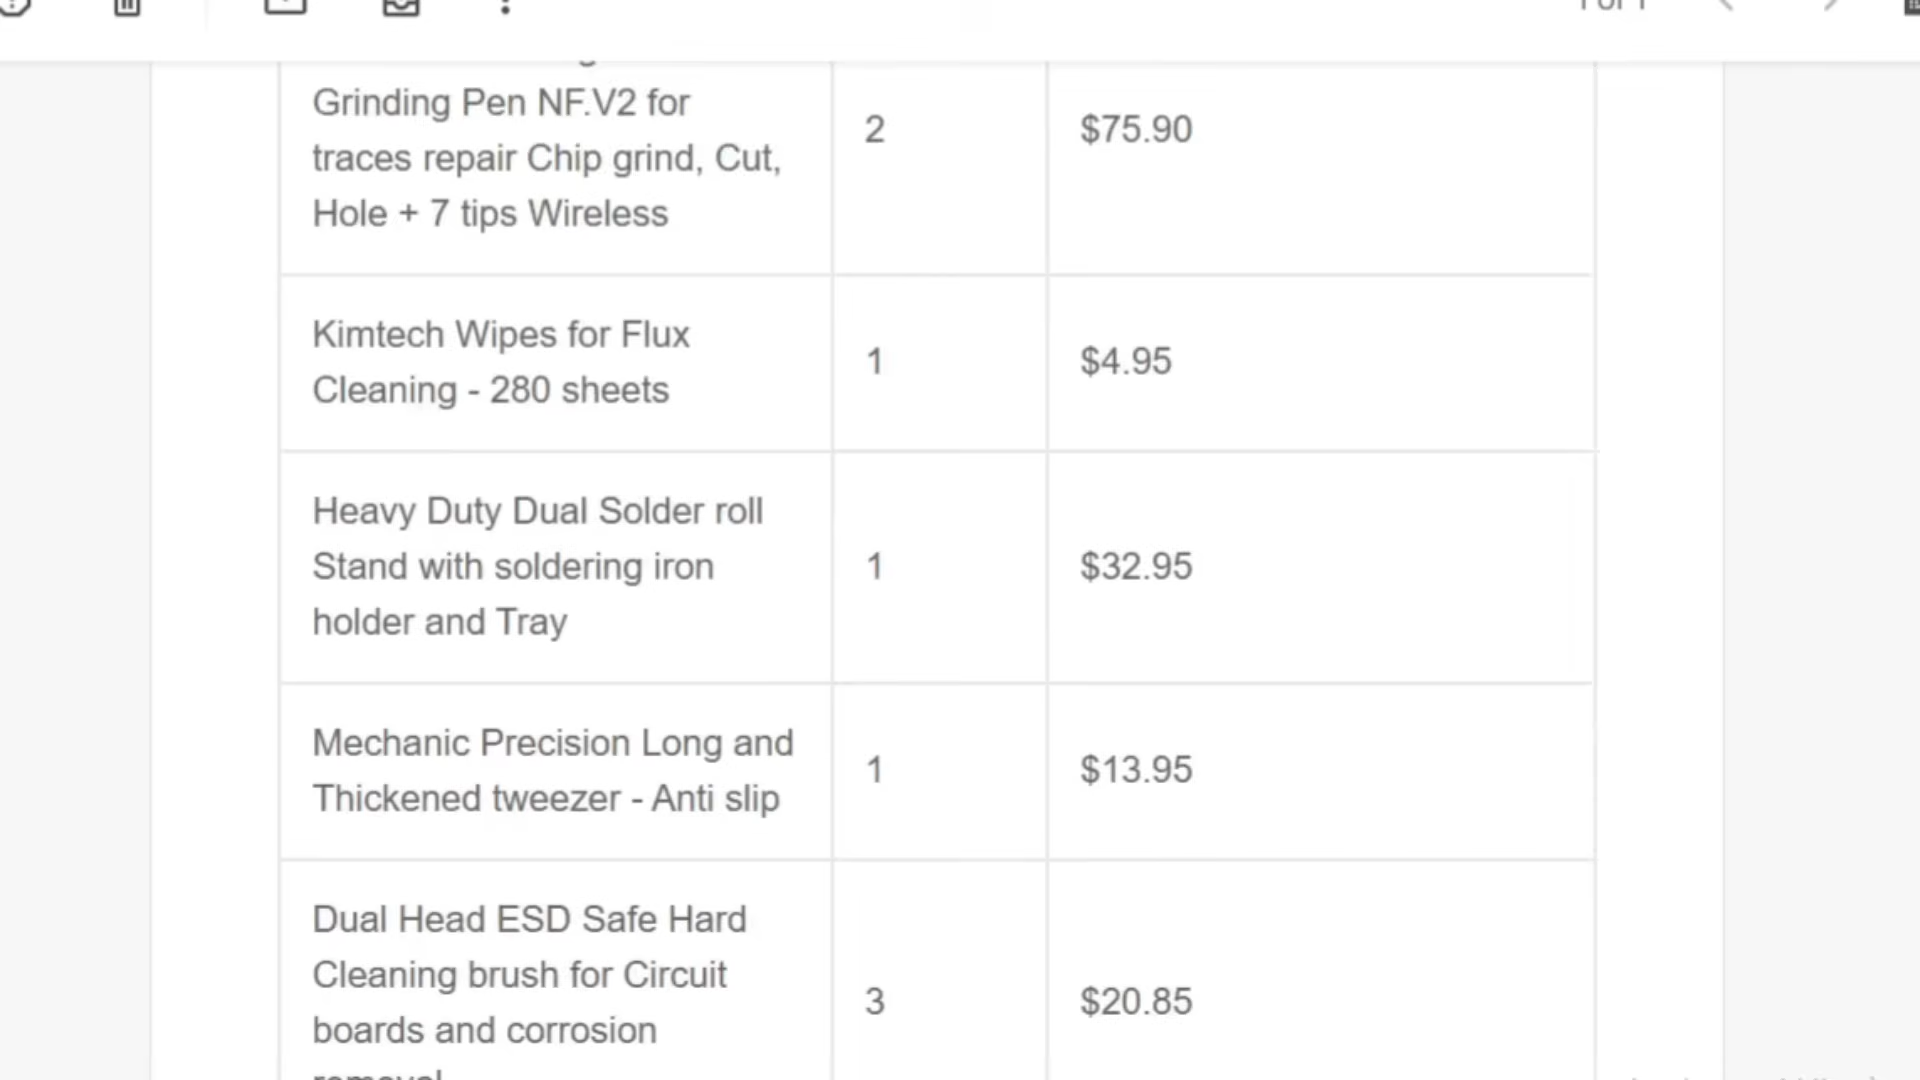 1 of 1
Grinding Pen NF.V2 for
traces repair Chip grind, Cut,
Hole + 7 tips Wireless
2
$75.90
Kimtech Wipes for Flux
Cleaning - 280 sheets
1
$4.95
Heavy Duty Dual Solder roll
Stand with soldering iron
holder and Tray
1
$32.95
Mechanic Precision Long and
Thickened tweezer - Anti slip
1
$13.95
Dual Head ESD Safe Hard
Cleaning brush for Circuit
boards and corrosion
3
$20.85